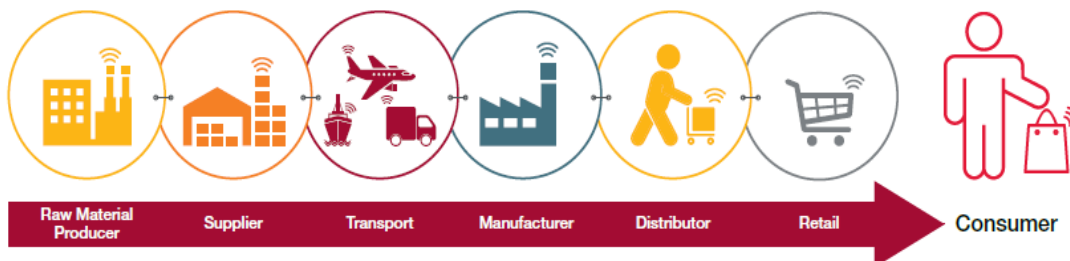 Raw Material
Producer
Supplier
Transport
Manufacturer
Distributor
Retail
Consumer